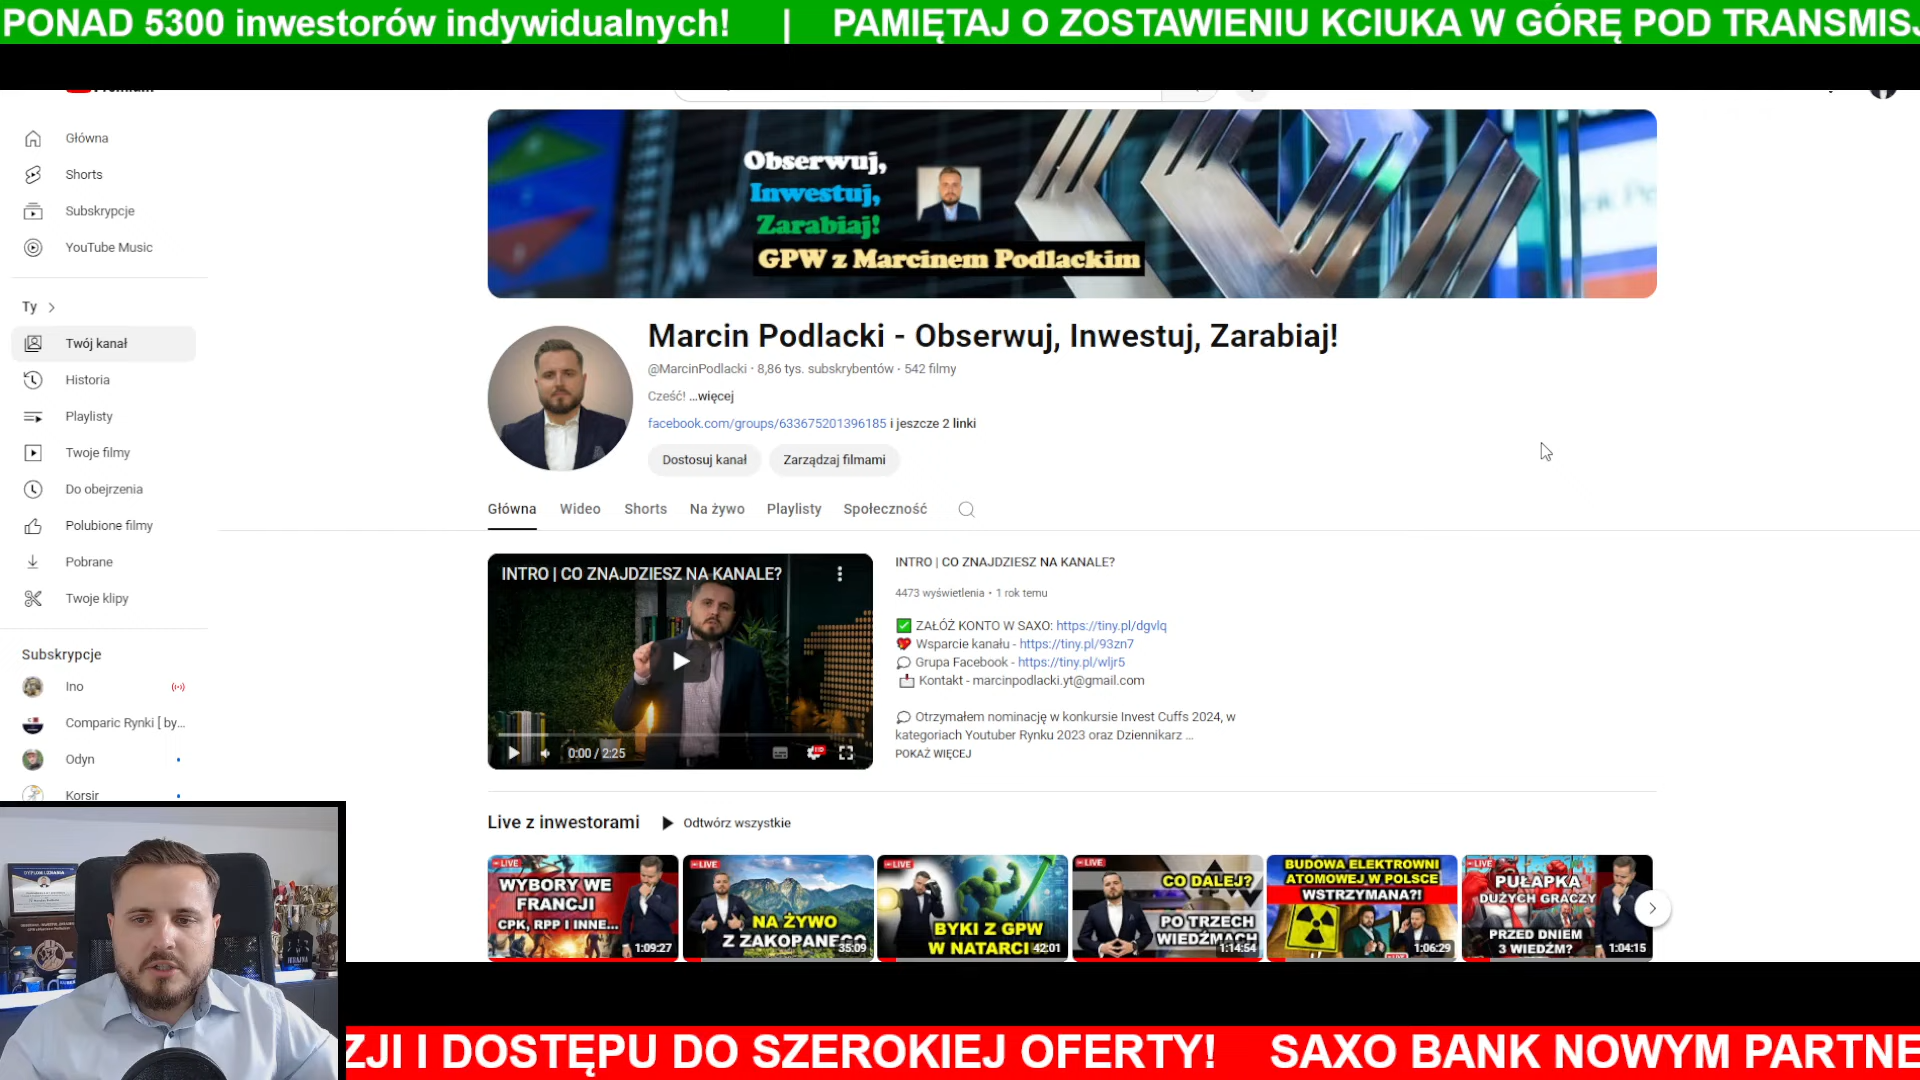 PONAD 5300 inwestorów indywidualnych! | PAMIĘTAJ O ZOSTAWIENIU KCIUKA W GÓRĘ POD TRANSMISJ
Główna
Shorts
Subskrypcje
YouTube Music
Ty
Twój kanał
Historia
Playlisty
Twoje filmy
Do obejrzenia
Polubione filmy
Pobrane
Twoje klipy
Subskrypcje
Ino
Comparic Rynki [ by...
Odyn
Korsir
Obserwuj,
Inwestuj,
Zarabiaj!
GPW z Marcinem Podlackim
Marcin Podlacki - Obserwuj, Inwestuj, Zarabiaj!
@MarcinPodlacki · 8,86 tys. subskrybentów · 542 filmy
Cześć! ...więcej
facebook.com/groups/633675201396185 i jeszcze 2 linki
Dostosuj kanał Zarządzaj filmami
Główna Wideo Shorts Na żywo Playlisty Społeczność
INTRO | CO ZNAJDZIESZ NA KANALE?
0:00 / 2:25
INTRO | CO ZNAJDZIESZ NA KANALE?
4473 wyświetlenia • 1 rok temu
✅ ZAŁÓŻ KONTO W SAXO: https://tiny.pl/dgvlq
💖 Wsparcie kanału - https://tiny.pl/93zn7
💬 Grupa Facebook - https://tiny.pl/wljr5
📩 Kontakt - marcinpodlacki.yt@gmail.com
💬 Otrzymałem nominację w konkursie Invest Cuffs 2024, w
kategoriach Youtuber Rynku 2023 oraz Dziennikarz ...
POKAŻ WIĘCEJ
Live z inwestorami Odtwórz wszystkie
LIVE
WYBORY WE
FRANCJI
CPK, RPP I INNE...
1:09:27
LIVE
NA ŻYWO
Z ZAKOPANEGO
35:09
LIVE
BYKI Z GPW
W NATARCI
42:01
LIVE
CO DALEJ?
PO TRZECH
WIEDŹMACH
1:14:54
BUDOWA ELEKTROWNI
ATOMOWEJ W POLSCE
WSTRZYMANA?!
1:06:29
LIVE
PUŁAPKA
DUŻYCH GRACZY
PRZED DNIEM
3 WIEDŹM?
1:04:15
ZJI I DOSTĘPU DO SZEROKIEJ OFERTY! SAXO BANK NOWYM PARTNE